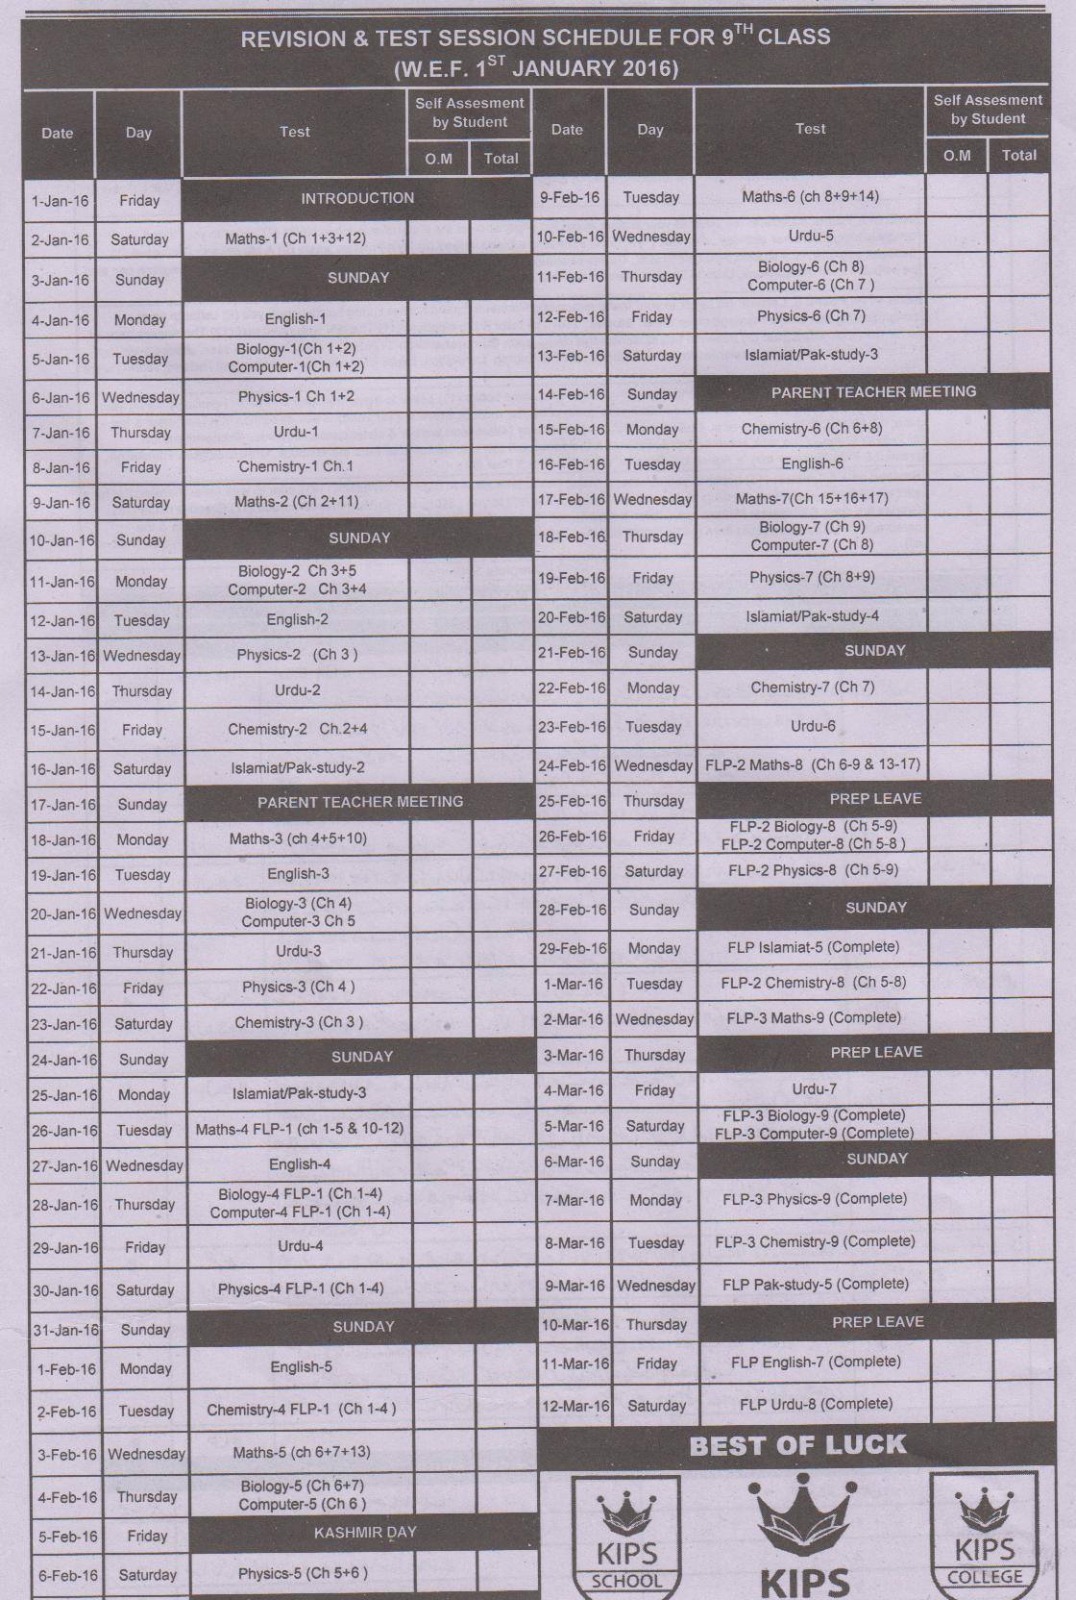 REVISION & TEST SESSION SCHEDULE FOR 9TH CLASS
(W.E.F. 1ST JANUARY 2016)
Date Day Test Self Assesment by Student O.M Total
1-Jan-16 Friday INTRODUCTION
2-Jan-16 Saturday Maths-1 (Ch 1+3+12)
3-Jan-16 Sunday SUNDAY
4-Jan-16 Monday English-1
5-Jan-16 Tuesday Biology-1(Ch 1+2)
Computer-1(Ch 1+2)
6-Jan-16 Wednesday Physics-1 Ch 1+2
7-Jan-16 Thursday Urdu-1
8-Jan-16 Friday Chemistry-1 Ch.1
9-Jan-16 Saturday Maths-2 (Ch 2+11)
10-Jan-16 Sunday SUNDAY
11-Jan-16 Monday Biology-2 Ch 3+5
Computer-2 Ch 3+4
12-Jan-16 Tuesday English-2
13-Jan-16 Wednesday Physics-2 (Ch 3 )
14-Jan-16 Thursday Urdu-2
15-Jan-16 Friday Chemistry-2 Ch.2+4
16-Jan-16 Saturday Islamiat/Pak-study-2
17-Jan-16 Sunday PARENT TEACHER MEETING
18-Jan-16 Monday Maths-3 (ch 4+5+10)
19-Jan-16 Tuesday English-3
20-Jan-16 Wednesday Biology-3 (Ch 4)
Computer-3 Ch 5
21-Jan-16 Thursday Urdu-3
22-Jan-16 Friday Physics-3 (Ch 4 )
23-Jan-16 Saturday Chemistry-3 (Ch 3 )
24-Jan-16 Sunday SUNDAY
25-Jan-16 Monday Islamiat/Pak-study-3
26-Jan-16 Tuesday Maths-4 FLP-1 (ch 1-5 & 10-12)
27-Jan-16 Wednesday English-4
28-Jan-16 Thursday Biology-4 FLP-1 (Ch 1-4)
Computer-4 FLP-1 (Ch 1-4)
29-Jan-16 Friday Urdu-4
30-Jan-16 Saturday Physics-4 FLP-1 (Ch 1-4)
31-Jan-16 Sunday SUNDAY
1-Feb-16 Monday English-5
2-Feb-16 Tuesday Chemistry-4 FLP-1 (Ch 1-4 )
3-Feb-16 Wednesday Maths-5 (ch 6+7+13)
4-Feb-16 Thursday Biology-5 (Ch 6+7)
Computer-5 (Ch 6 )
5-Feb-16 Friday KASHMIR DAY
6-Feb-16 Saturday Physics-5 (Ch 5+6 )
Date Day Test Self Assesment by Student O.M Total
9-Feb-16 Tuesday Maths-6 (ch 8+9+14)
10-Feb-16 Wednesday Urdu-5
11-Feb-16 Thursday Biology-6 (Ch 8)
Computer-6 (Ch 7 )
12-Feb-16 Friday Physics-6 (Ch 7)
13-Feb-16 Saturday Islamiat/Pak-study-3
14-Feb-16 Sunday PARENT TEACHER MEETING
15-Feb-16 Monday Chemistry-6 (Ch 6+8)
16-Feb-16 Tuesday English-6
17-Feb-16 Wednesday Maths-7(Ch 15+16+17)
18-Feb-16 Thursday Biology-7 (Ch 9)
Computer-7 (Ch 8)
19-Feb-16 Friday Physics-7 (Ch 8+9)
20-Feb-16 Saturday Islamiat/Pak-study-4
21-Feb-16 Sunday SUNDAY
22-Feb-16 Monday Chemistry-7 (Ch 7)
23-Feb-16 Tuesday Urdu-6
24-Feb-16 Wednesday FLP-2 Maths-8 (Ch 6-9 & 13-17)
25-Feb-16 Thursday PREP LEAVE
26-Feb-16 Friday FLP-2 Biology-8 (Ch 5-9)
FLP-2 Computer-8 (Ch 5-8 )
27-Feb-16 Saturday FLP-2 Physics-8 (Ch 5-9)
28-Feb-16 Sunday SUNDAY
29-Feb-16 Monday FLP Islamiat-5 (Complete)
1-Mar-16 Tuesday FLP-2 Chemistry-8 (Ch 5-8)
2-Mar-16 Wednesday FLP-3 Maths-9 (Complete)
3-Mar-16 Thursday PREP LEAVE
4-Mar-16 Friday Urdu-7
5-Mar-16 Saturday FLP-3 Biology-9 (Complete)
FLP-3 Computer-9 (Complete)
6-Mar-16 Sunday SUNDAY
7-Mar-16 Monday FLP-3 Physics-9 (Complete)
8-Mar-16 Tuesday FLP-3 Chemistry-9 (Complete)
9-Mar-16 Wednesday FLP Pak-study-5 (Complete)
10-Mar-16 Thursday PREP LEAVE
11-Mar-16 Friday FLP English-7 (Complete)
12-Mar-16 Saturday FLP Urdu-8 (Complete)
BEST OF LUCK
KIPS SCHOOL
KIPS
KIPS COLLEGE